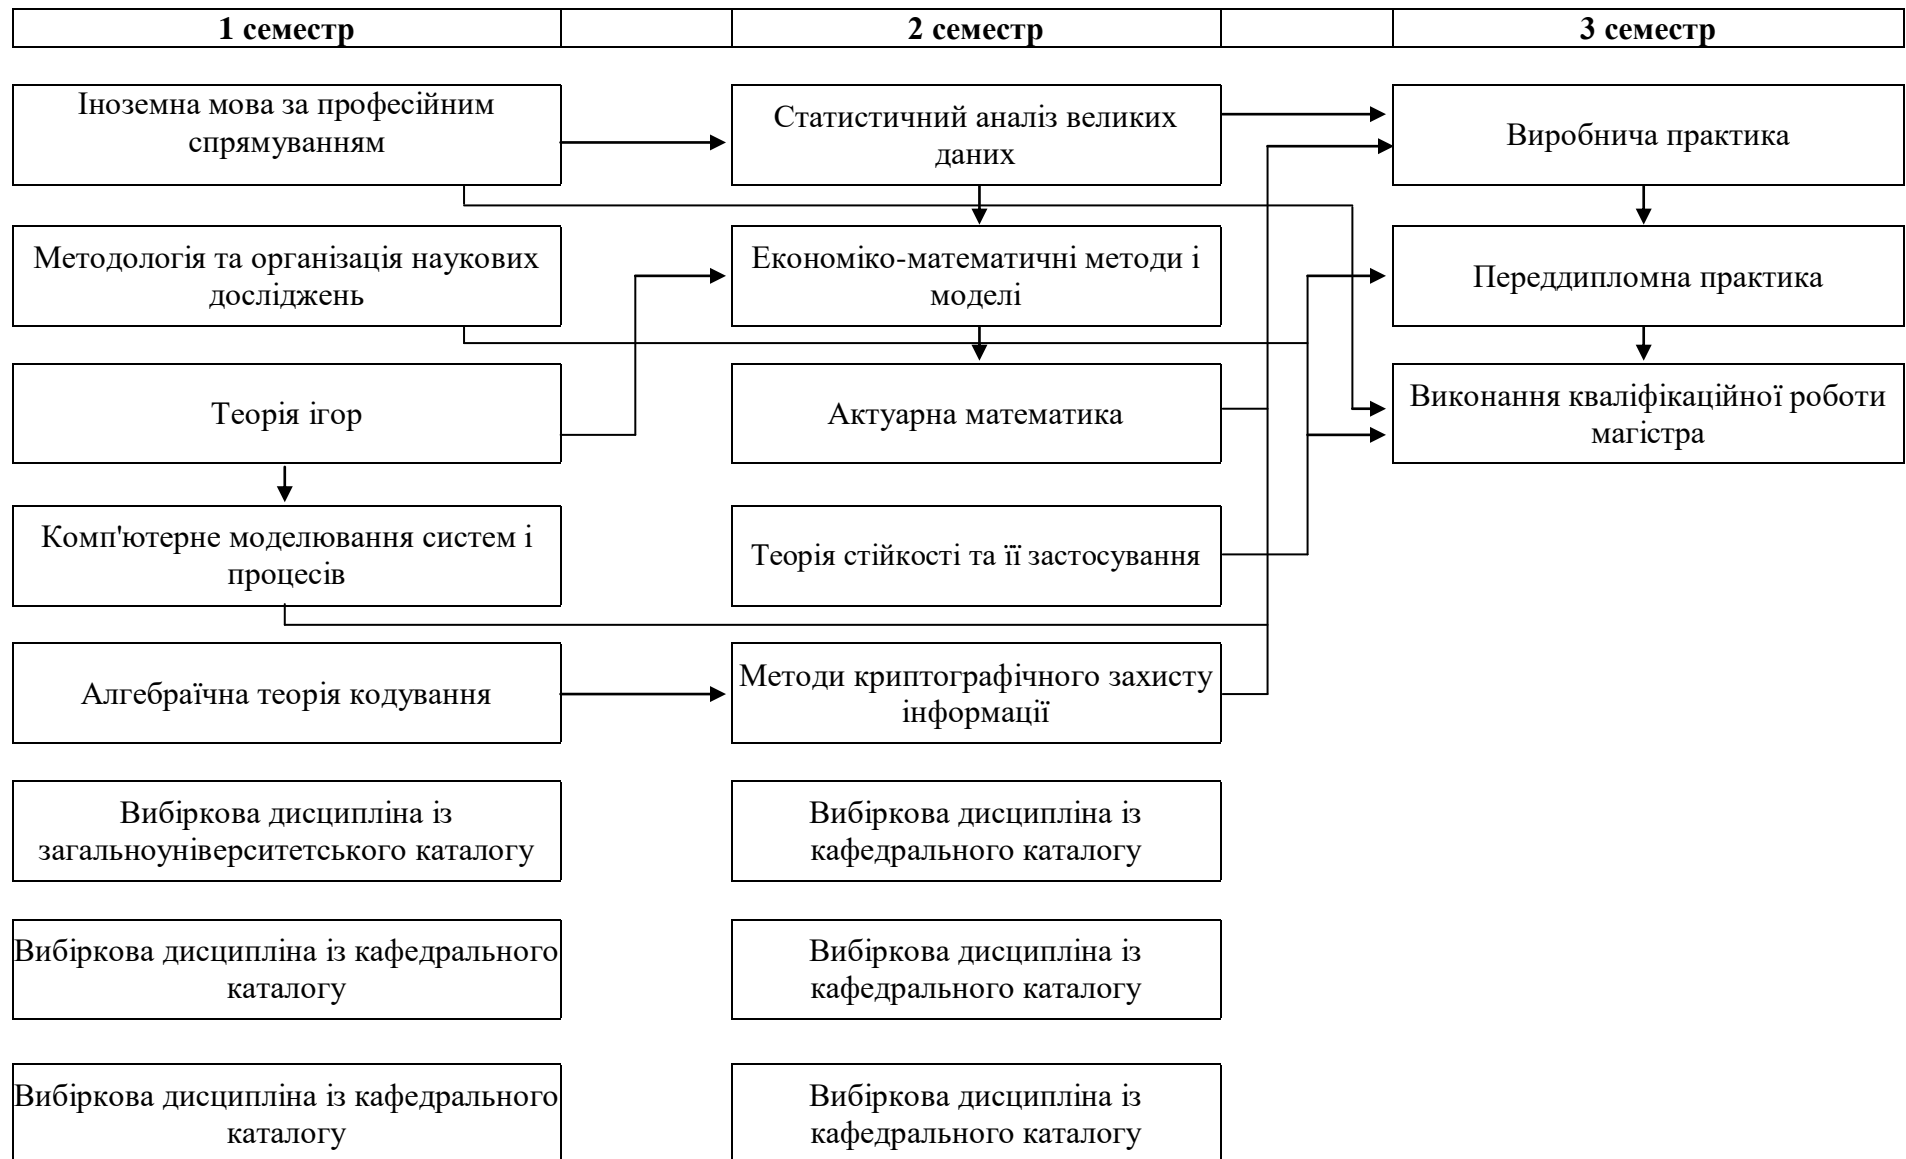 1 семестр
2 семестр
3 семестр
Іноземна мова за професійним
спрямуванням
Статистичний аналіз великих
даних
Виробнича практика
Методологія та організація наукових
досліджень
Економіко-математичні методи і
моделі
Переддипломна практика
Теорія ігор
Актуарна математика
Виконання кваліфікаційної роботи
магістра
Комп'ютерне моделювання систем і
процесів
Теорія стійкості та її застосування
Алгебраїчна теорія кодування
Методи криптографічного захисту
інформації
Вибіркова дисципліна із
загальноуніверситетського каталогу
Вибіркова дисципліна із
кафедрального каталогу
Вибіркова дисципліна із кафедрального
каталогу
Вибіркова дисципліна із
кафедрального каталогу
Вибіркова дисципліна із кафедрального
каталогу
Вибіркова дисципліна із
кафедрального каталогу